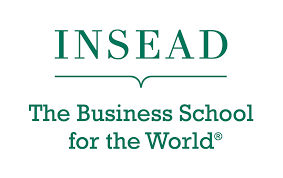 INSEAD
The Business School
for the World®